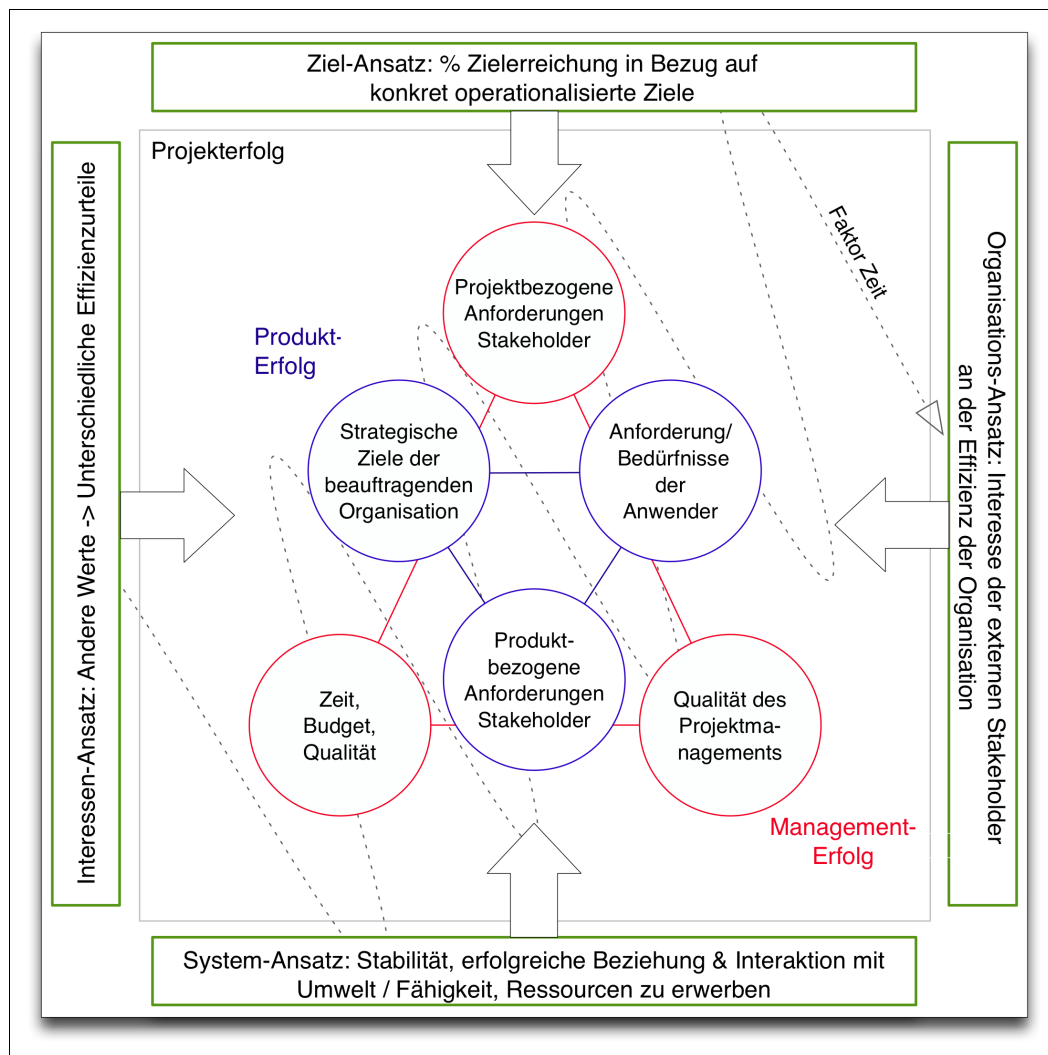 Ziel-Ansatz: % Zielerreichung in Bezug auf
konkret operationalisierte Ziele
Projekterfolg
Interessen-Ansatz: Andere Werte -> Unterschiedliche Effizienzurteile
Faktor Zeit
Organisations-Ansatz: Interesse der externen Stakeholder
an der Effizienz der Organisation
Projektbezogene
Anforderungen
Stakeholder
Produkt-
Erfolg
Strategische
Ziele der
beauftragenden
Organisation
Anforderung/
Bedürfnisse
der
Anwender
Produkt-
bezogene
Anforderungen
Stakeholder
Zeit,
Budget,
Qualität
Qualität des
Projektma-
nagements
Management-
Erfolg
System-Ansatz: Stabilität, erfolgreiche Beziehung & Interaktion mit
Umwelt / Fähigkeit, Ressourcen zu erwerben